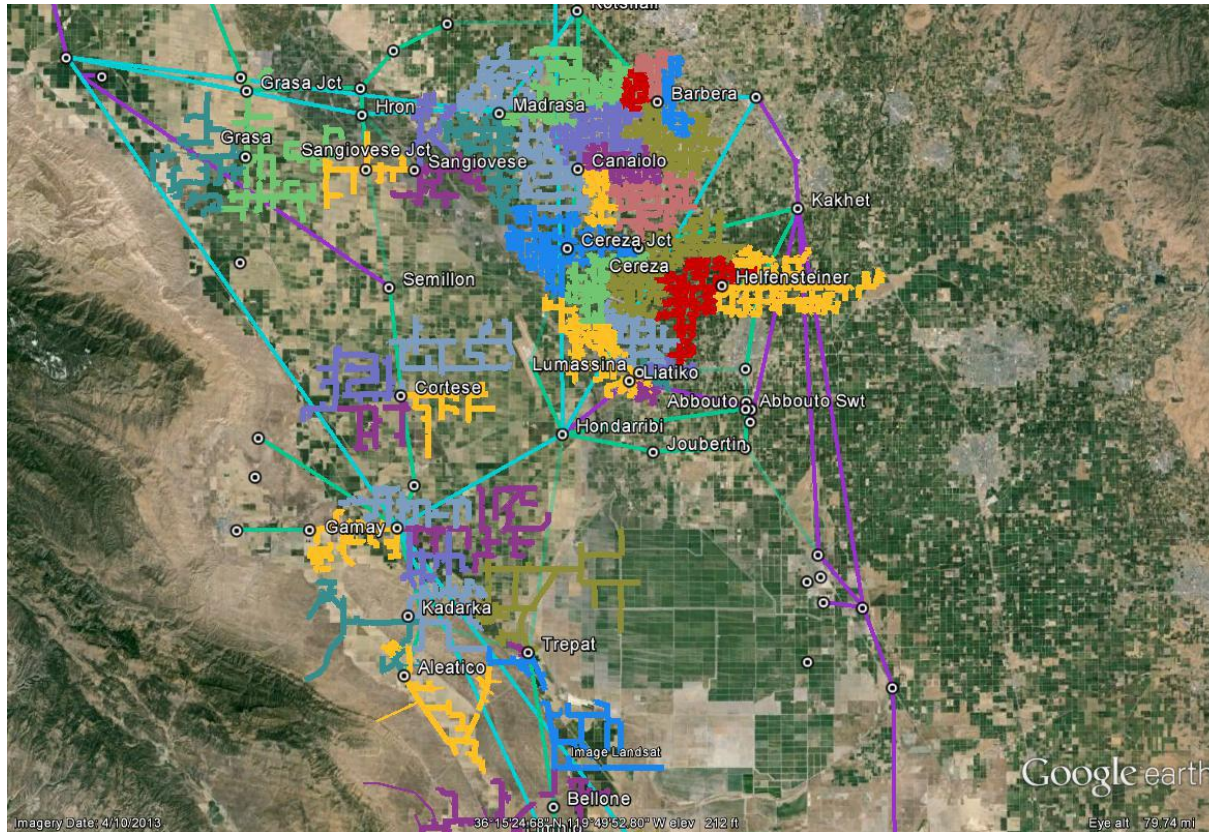 Rotshali
Grasa Jct
Barbera
Hron
Madrasa
Grasa
Sangiovese Jct
Sangiovese
Canaiolo
Kakhet
Cereza Jct
Cereza
Semillon
Helfensteiner
Lumassina
Liatiko
Cortese
Abbouto
Abbouto Swt
Hondarribi
Joubertin
Gamay
Kadarka
Trepat
Aleatico
Image Landsat
Google earth
Bellone
Imagery Date: 4/10/2013
36°15'24.68" N 119°49'52.80" W elev 212 ft
Eye alt 79.74 mi